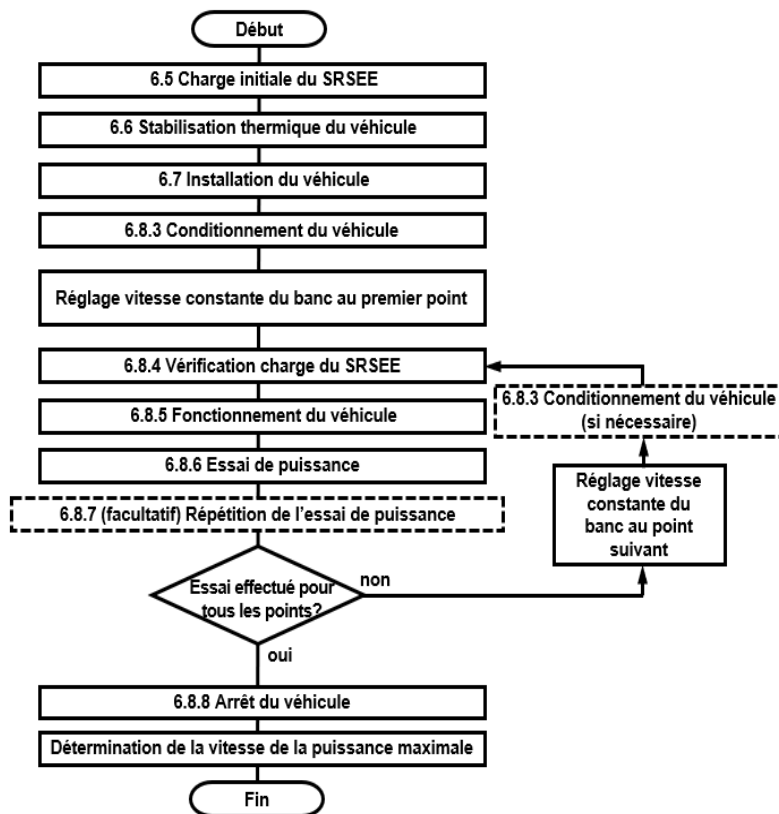 Début
6.5 Charge initiale du SRSEE
6.6 Stabilisation thermique du véhicule
6.7 Installation du véhicule
6.8.3 Conditionnement du véhicule
Réglage vitesse constante du banc au premier point
6.8.4 Vérification charge du SRSEE
6.8.5 Fonctionnement du véhicule
6.8.6 Essai de puissance
6.8.7 (facultatif) Répétition de l'essai de puissance
Essai effectué pour
tous les points?
non
Réglage vitesse
constante du
banc au point
suivant
6.8.3 Conditionnement du véhicule
(si nécessaire)
oui
6.8.8 Arrêt du véhicule
Détermination de la vitesse de la puissance maximale
Fin